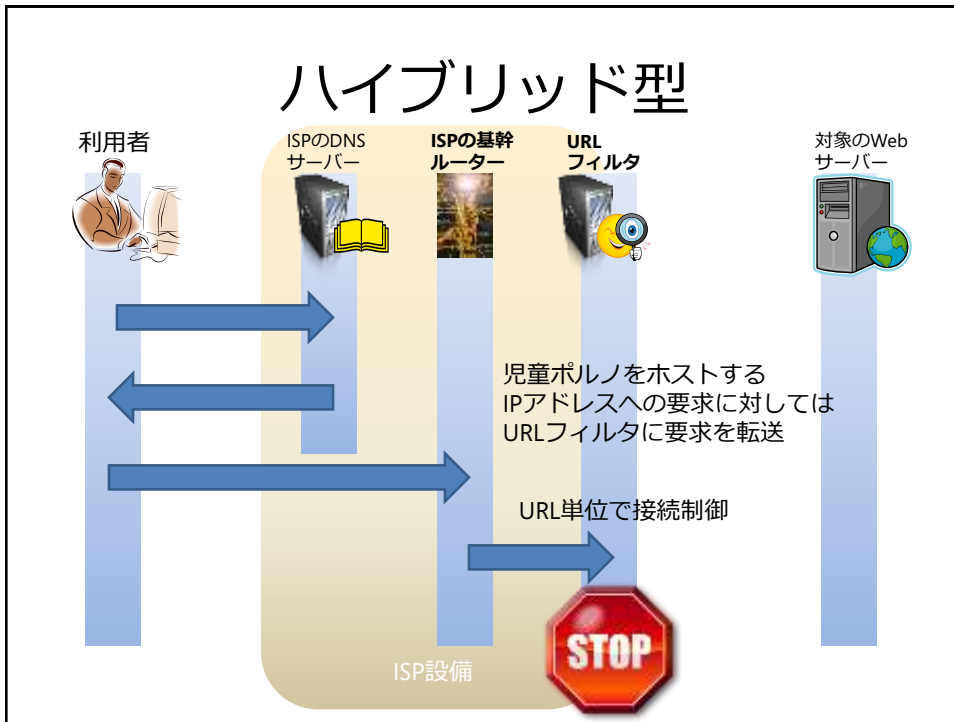 ハイブリッド型
利用者
ISPのDNS
サーバー
ISPの基幹
ルーター
URL
フィルタ
対象のWeb
サーバー
児童ポルノをホストする
IPアドレスへの要求に対しては
URLフィルタに要求を転送
URL単位で接続制御
STOP
ISP設備